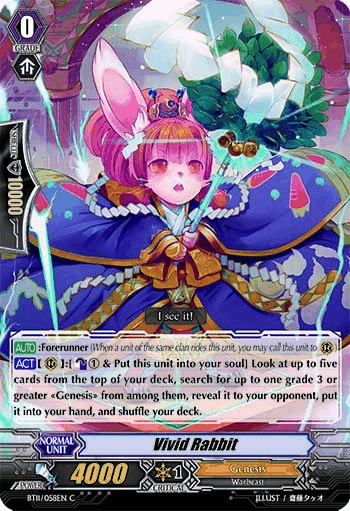 0
GRADE
SHIELD
10000
I see it!
AUTO :Forerunner (When a unit of the same clan rides this unit, you may call this unit to )
ACT [ ]:[ 1 & Put this unit into your soul] Look at up to five
cards from the top of your deck, search for up to one grade 3 or
greater «Genesis» from among them, reveal it to your opponent, put
it into your hand, and shuffle your deck.
NORMAL
UNIT
Vivid Rabbit
POWER
4000
1
CRITICAL
Genesis
Warbeast
BT11/058EN C
ILLUST / 齋藤タヶオ